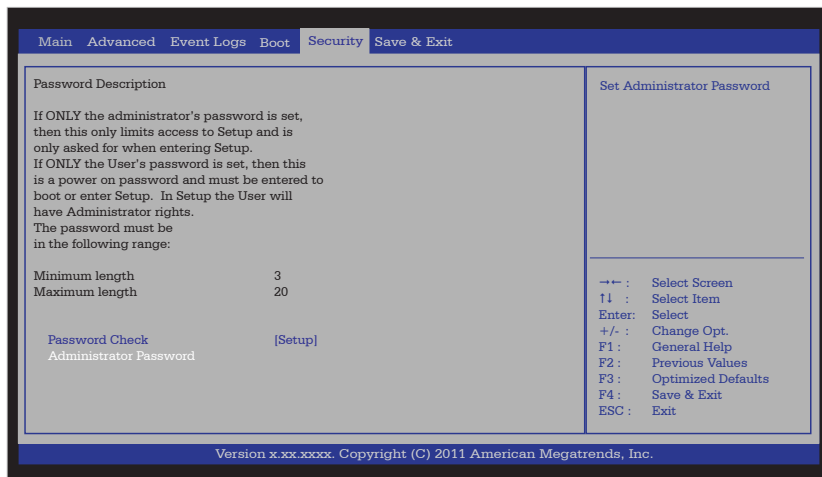 Main Advanced Event Logs Boot Security Save & Exit
Password Description
If ONLY the administrator's password is set,
then this only limits access to Setup and is
only asked for when entering Setup.
If ONLY the User's password is set, then this
is a power on password and must be entered to
boot or enter Setup. In Setup the User will
have Administrator rights.
The password must be
in the following range:
Minimum length 3
Maximum length 20
Password Check [Setup]
Administrator Password
Set Administrator Password
→← : Select Screen
↑↓ : Select Item
Enter: Select
+/- : Change Opt.
F1 : General Help
F2 : Previous Values
F3 : Optimized Defaults
F4 : Save & Exit
ESC : Exit
Version x.xx.xxxx. Copyright (C) 2011 American Megatrends, Inc.